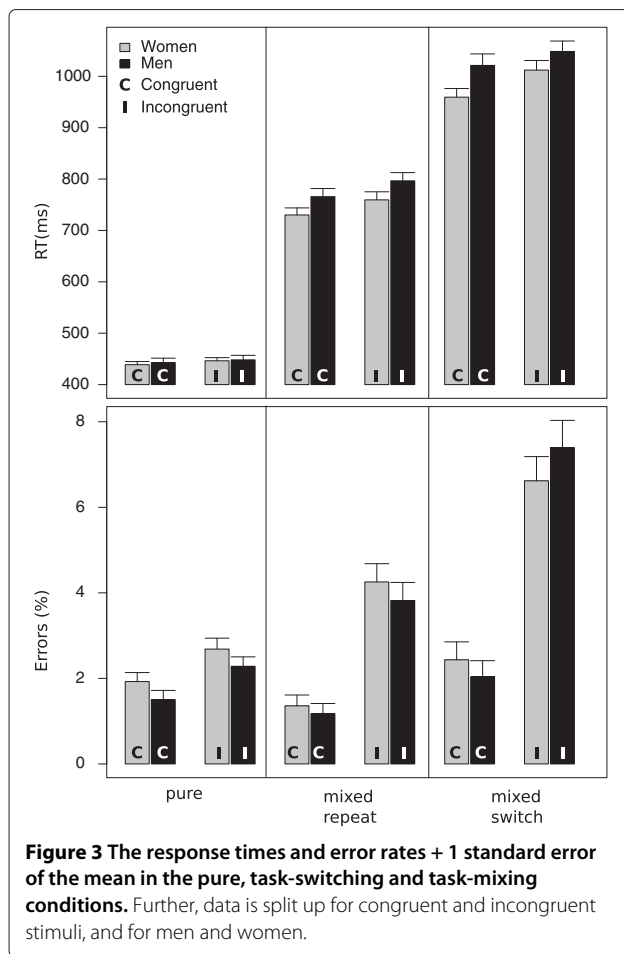 Women
Men
C Congruent
I Incongruent
1000
900
800
700
600
500
400
RT(ms)
C C I I C C I I C C I I
8
6
4
2
0
Errors (%)
C C I I C C I I C C I I
pure
mixed
repeat
mixed
switch
Figure 3 The response times and error rates + 1 standard error
of the mean in the pure, task-switching and task-mixing
conditions. Further, data is split up for congruent and incongruent
stimuli, and for men and women.